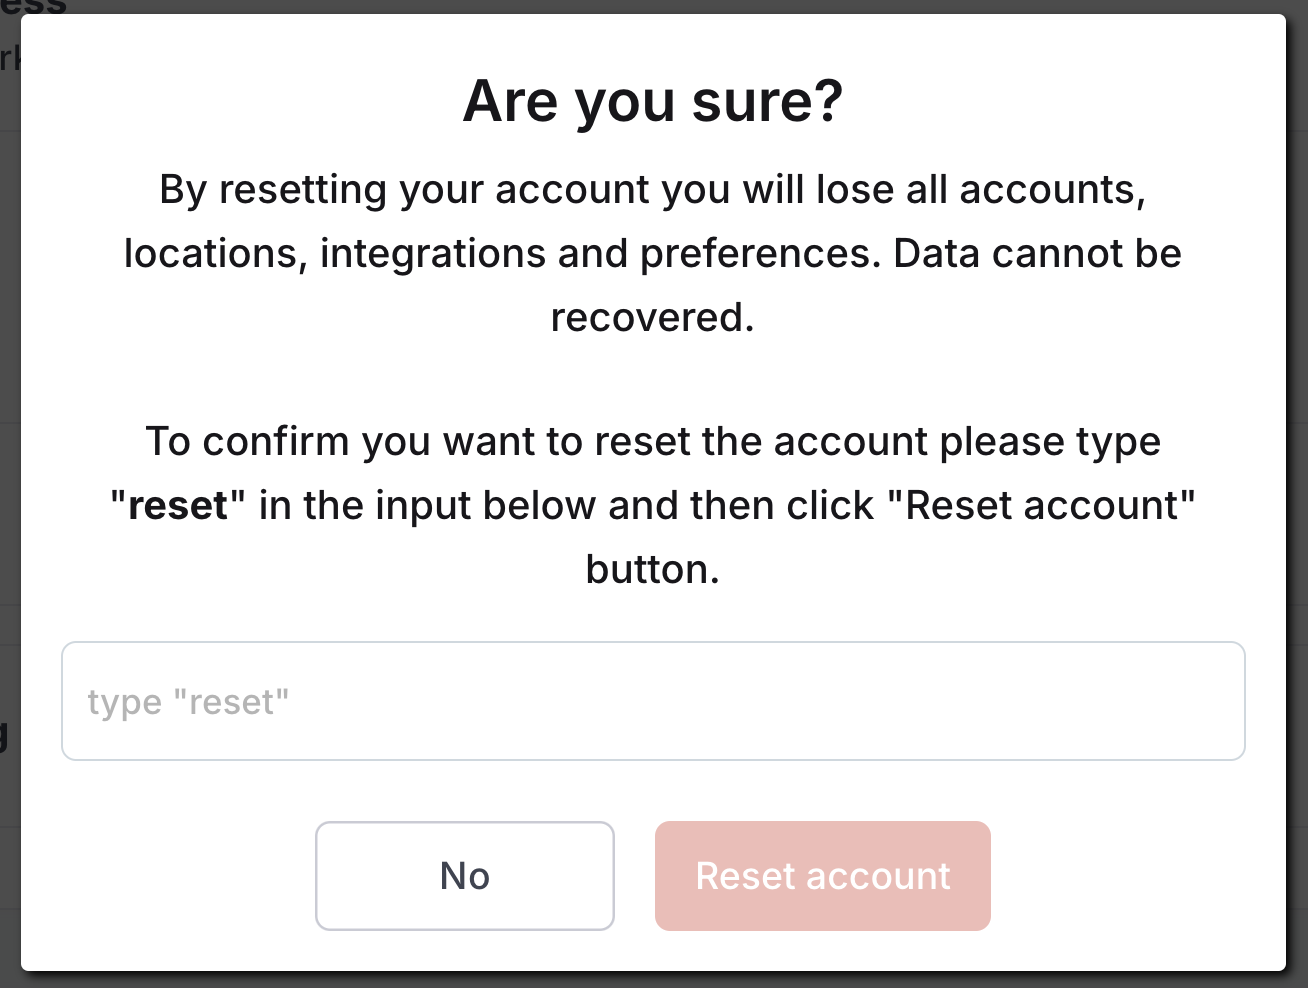 ess
Are you sure?
By resetting your account you will lose all accounts,
locations, integrations and preferences. Data cannot be
recovered.
To confirm you want to reset the account please type
"reset" in the input below and then click "Reset account"
button.
type "reset"
No
Reset account